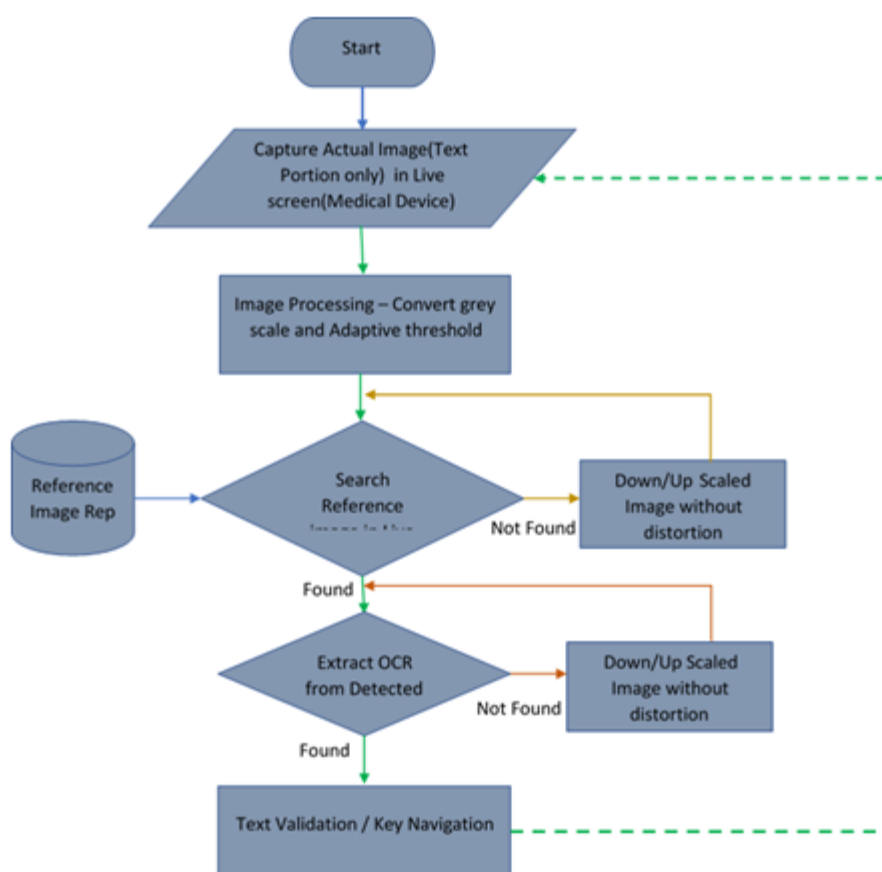 Start
Capture Actual Image(Text
Portion only) in Live
screen(Medical Device)
Image Processing – Convert grey
scale and Adaptive threshold
Reference
Image Rep
Search
Reference
Down/Up Scaled
Image without
distortion
Not Found
Found
Extract OCR
from Detected
Down/Up Scaled
Image without
distortion
Not Found
Found
Text Validation / Key Navigation